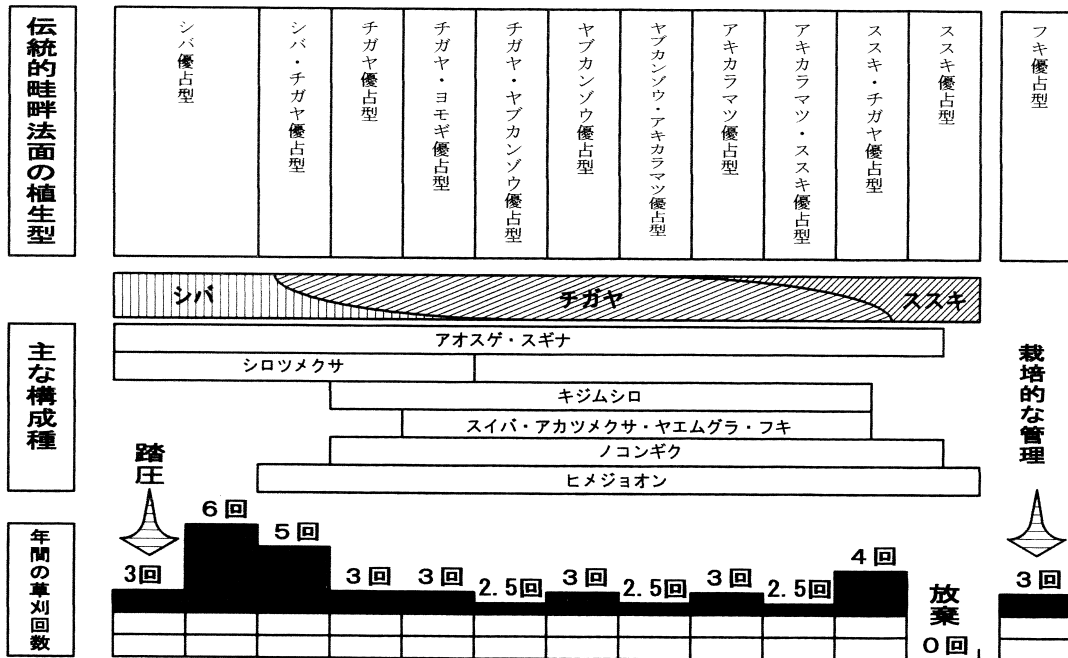 伝統的畦畔法面の植生型
シバ優占型
シバ・チガヤ優占型
チガヤ優占型
チガヤ・ヨモギ優占型
チガヤ・ヤブカンゾウ優占型
ヤブカンゾウ優占型
ヤブカンゾウ・アキカラマツ優占型
アキカラマツ優占型
アキカラマツ・ススキ優占型
ススキ・チガヤ優占型
ススキ優占型
フキ優占型
シバ
チガヤ
ススキ
主な構成種
アオスゲ・スギナ
シロツメクサ
キジムシロ
スイバ・アカツメクサ・ヤエムグラ・フキ
ノコンギク
ヒメジョオン
踏圧
栽培的な管理
年間の草刈回数
3回
6回
5回
3回
3回
2.5回
3回
2.5回
3回
2.5回
4回
放棄
0回
3回